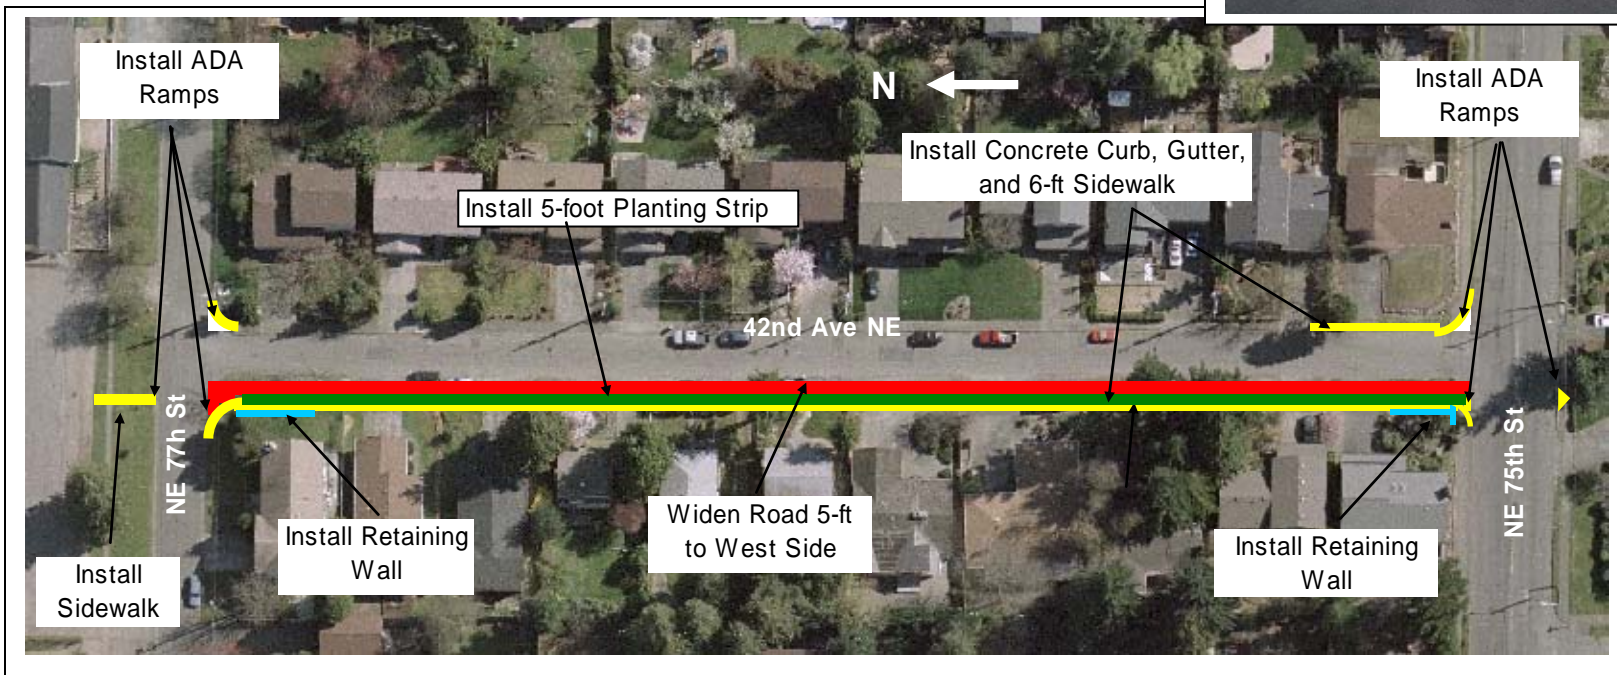 Install ADA
Ramps
N
Install ADA
Ramps
Install Concrete Curb, Gutter,
and 6-ft Sidewalk
Install 5-foot Planting Strip
42nd Ave NE
NE 77h St
NE 75th St
Install
Sidewalk
Install Retaining
Wall
Widen Road 5-ft
to West Side
Install Retaining
Wall